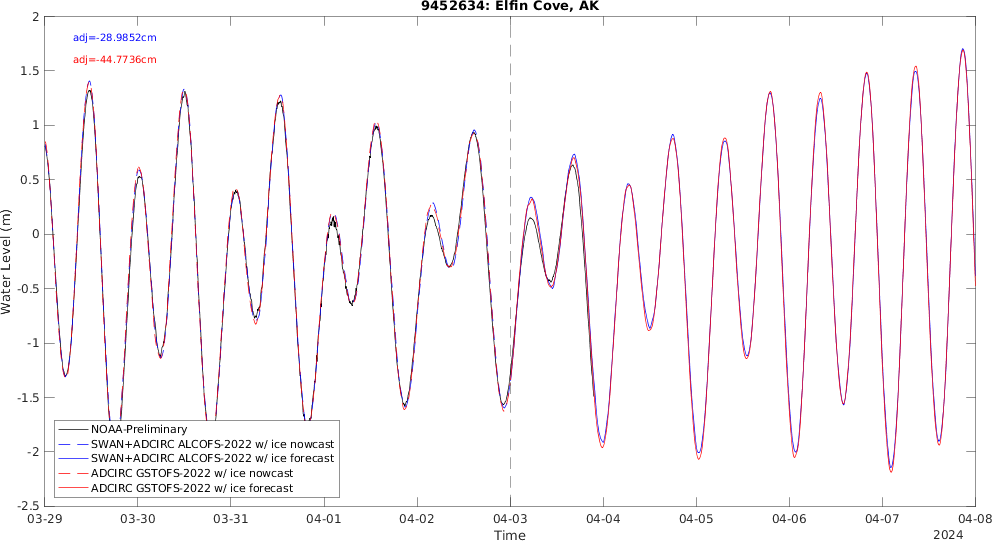 9452634: Elfin Cove, AK
adj=-28.9852cm
adj=-44.7736cm
2
1.5
1
0.5
0
-0.5
-1
-1.5
-2
-2.5
Water Level (m)
NOAA-Preliminary
SWAN+ADCIRC ALCOFS-2022 w/ ice nowcast
SWAN+ADCIRC ALCOFS-2022 w/ ice forecast
ADCIRC GSTOFS-2022 w/ ice nowcast
ADCIRC GSTOFS-2022 w/ ice forecast
03-29 03-30 03-31 04-01 04-02 04-03 04-04 04-05 04-06 04-07 04-08
Time
2024